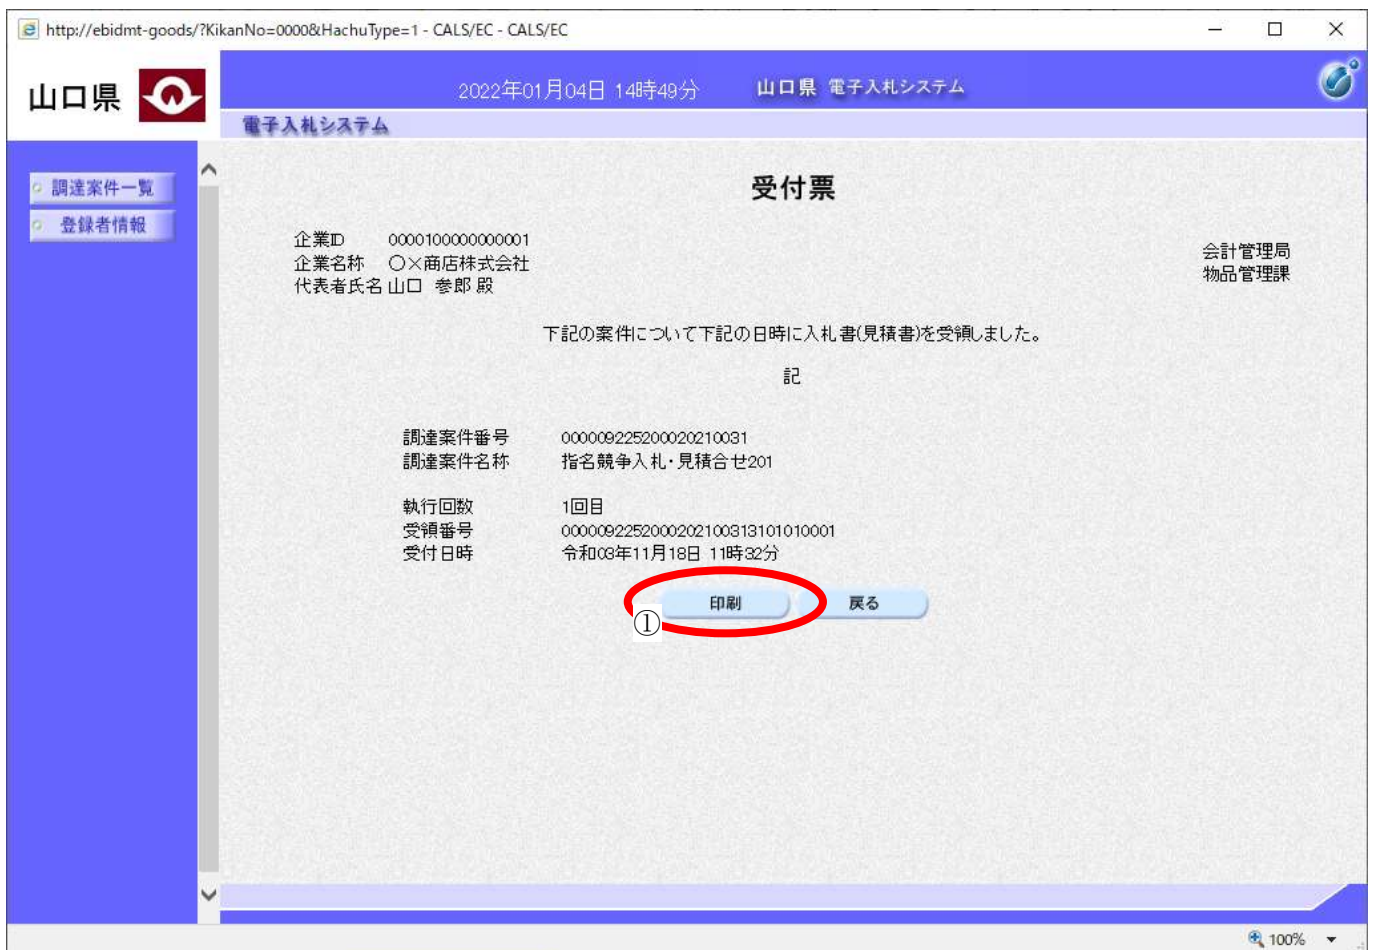 http://ebidmt-goods/?KikanNo=0000&HachuType=1 - CALS/EC - CALS/EC
山口県
2022年01月04日 14時49分 山口県 電子入札システム
電子入札システム
調達案件一覧
登録者情報
受付票
企業ID 0000100000000001
企業名称 〇×商店株式会社
代表者氏名 山口 参郎 殿
会計管理局
物品管理課
下記の案件について下記の日時に入札書(見積書)を受領しました。
記
調達案件番号 000009225200020210031
調達案件名称 指名競争入札・見積合せ201
執行回数 1回目
受領番号 0000092252000202100313101010001
受付日時 令和03年11月18日 11時32分
印刷 戻る
①
100%